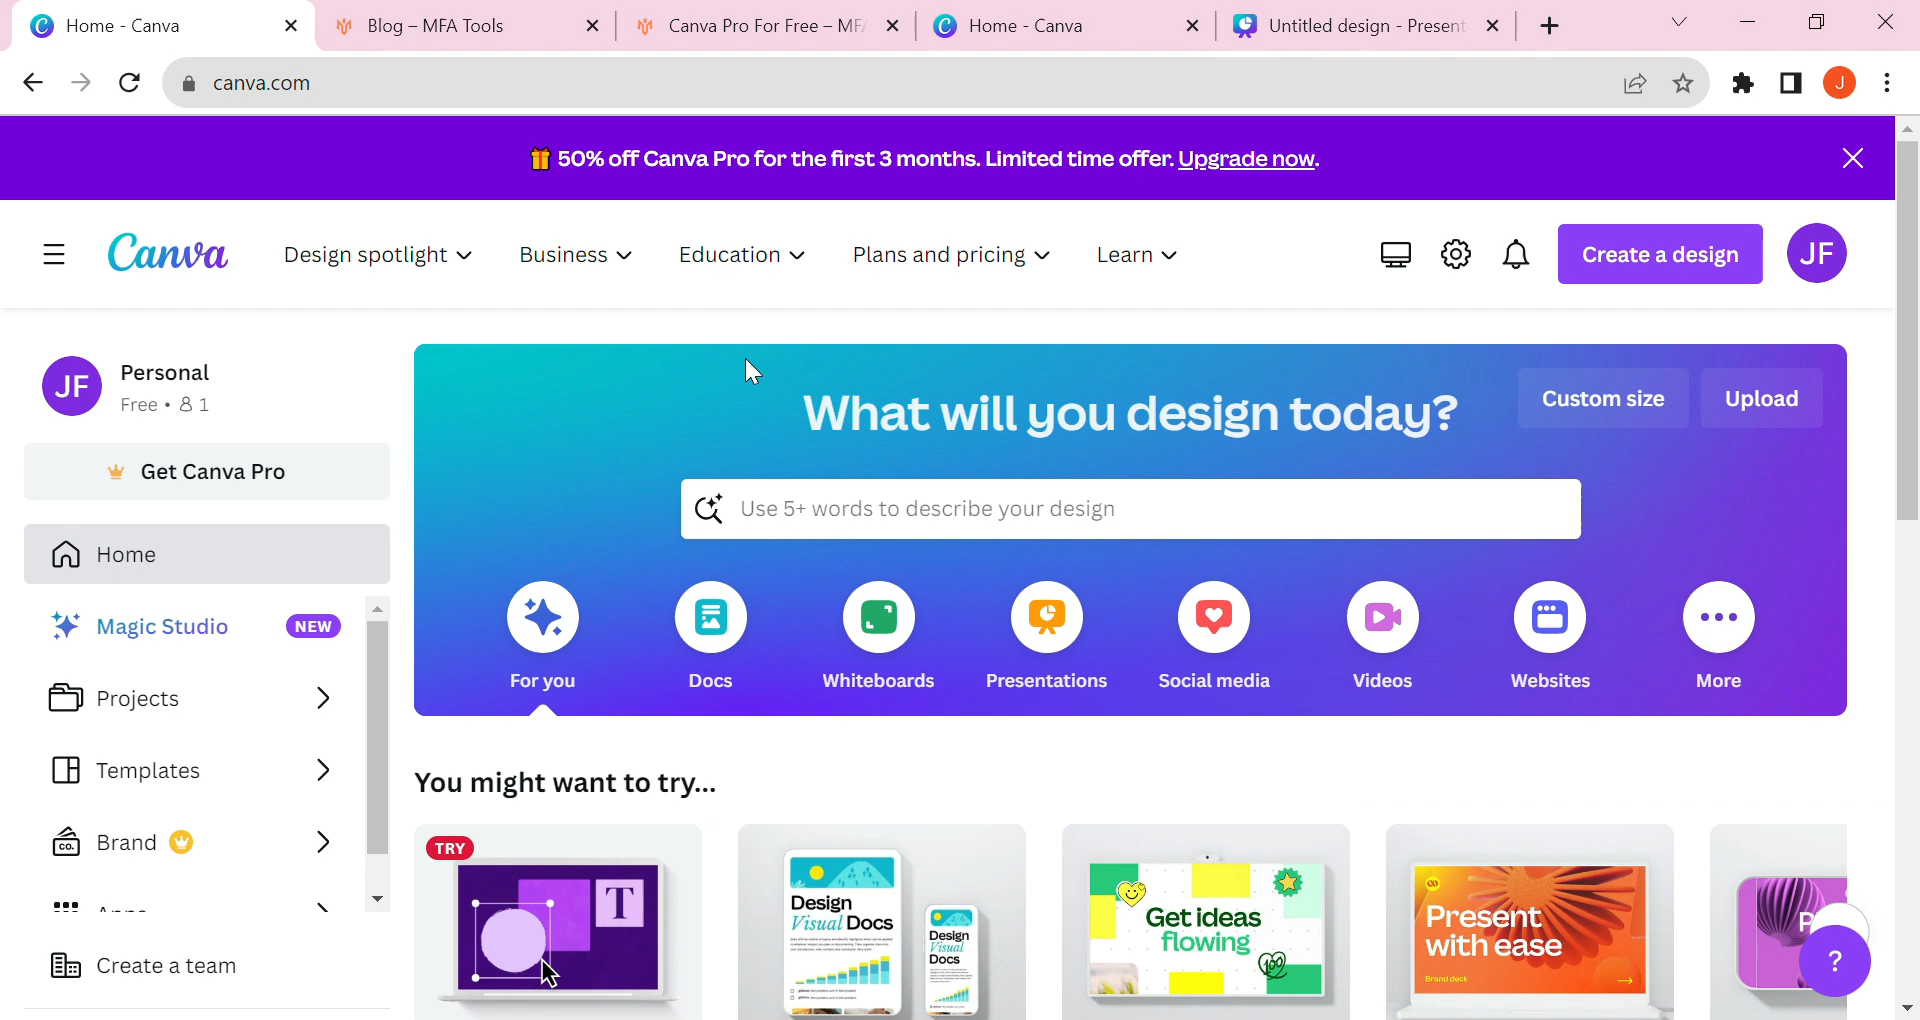 Home - Canva
Blog – MFA Tools
Canva Pro For Free – MF
Home - Canva
Untitled design - Present
canva.com
J
50% off Canva Pro for the first 3 months. Limited time offer. Upgrade now.
Canva
Design spotlight
Business
Education
Plans and pricing
Learn
Create a design
JF
JF
Personal
Free • 1
Get Canva Pro
Home
Magic Studio
NEW
Projects
Templates
CO.
Brand
Create a team
What will you design today?
Custom size
Upload
Use 5+ words to describe your design
For you
Docs
Whiteboards
Presentations
Social media
Videos
Websites
More
You might want to try...
TRY
T
Design
Visual Docs
Design
Visual
Docs
Get ideas
flowing
100
Present
with ease
Brand deck
P
?